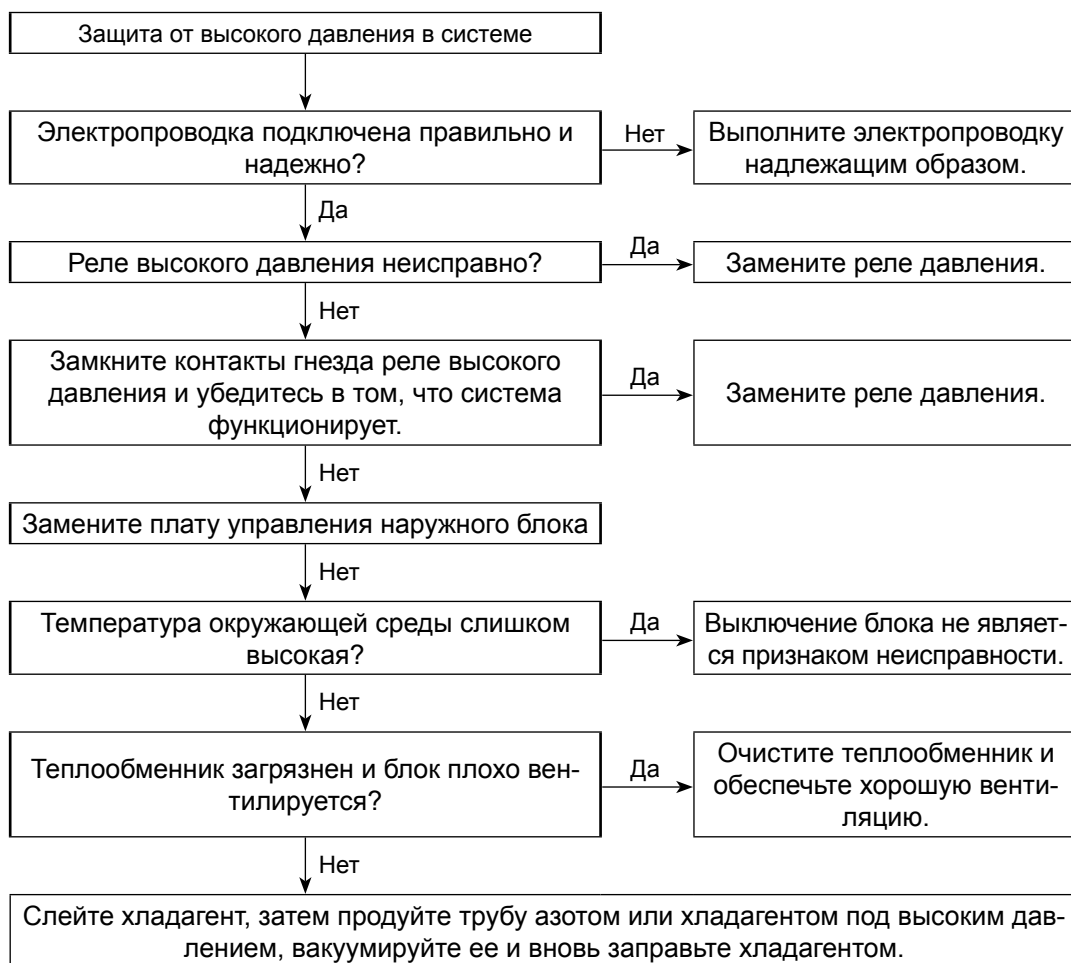 Защита от высокого давления в системе
Электропроводка подключена правильно и
надежно?
Нет
Выполните электропроводку
надлежащим образом.
Да
Реле высокого давления неисправно?
Да
Замените реле давления.
Нет
Замкните контакты гнезда реле высокого
давления и убедитесь в том, что система
функционирует.
Да
Замените реле давления.
Нет
Замените плату управления наружного блока
Нет
Температура окружающей среды слишком
высокая?
Да
Выключение блока не являет-
ся признаком неисправности.
Нет
Теплообменник загрязнен и блок плохо вен-
тилируется?
Да
Очистите теплообменник и
обеспечьте хорошую венти-
ляцию.
Нет
Слейте хладагент, затем продуйте трубу азотом или хладагентом под высоким дав-
лением, вакуумируйте ее и вновь заправьте хладагентом.